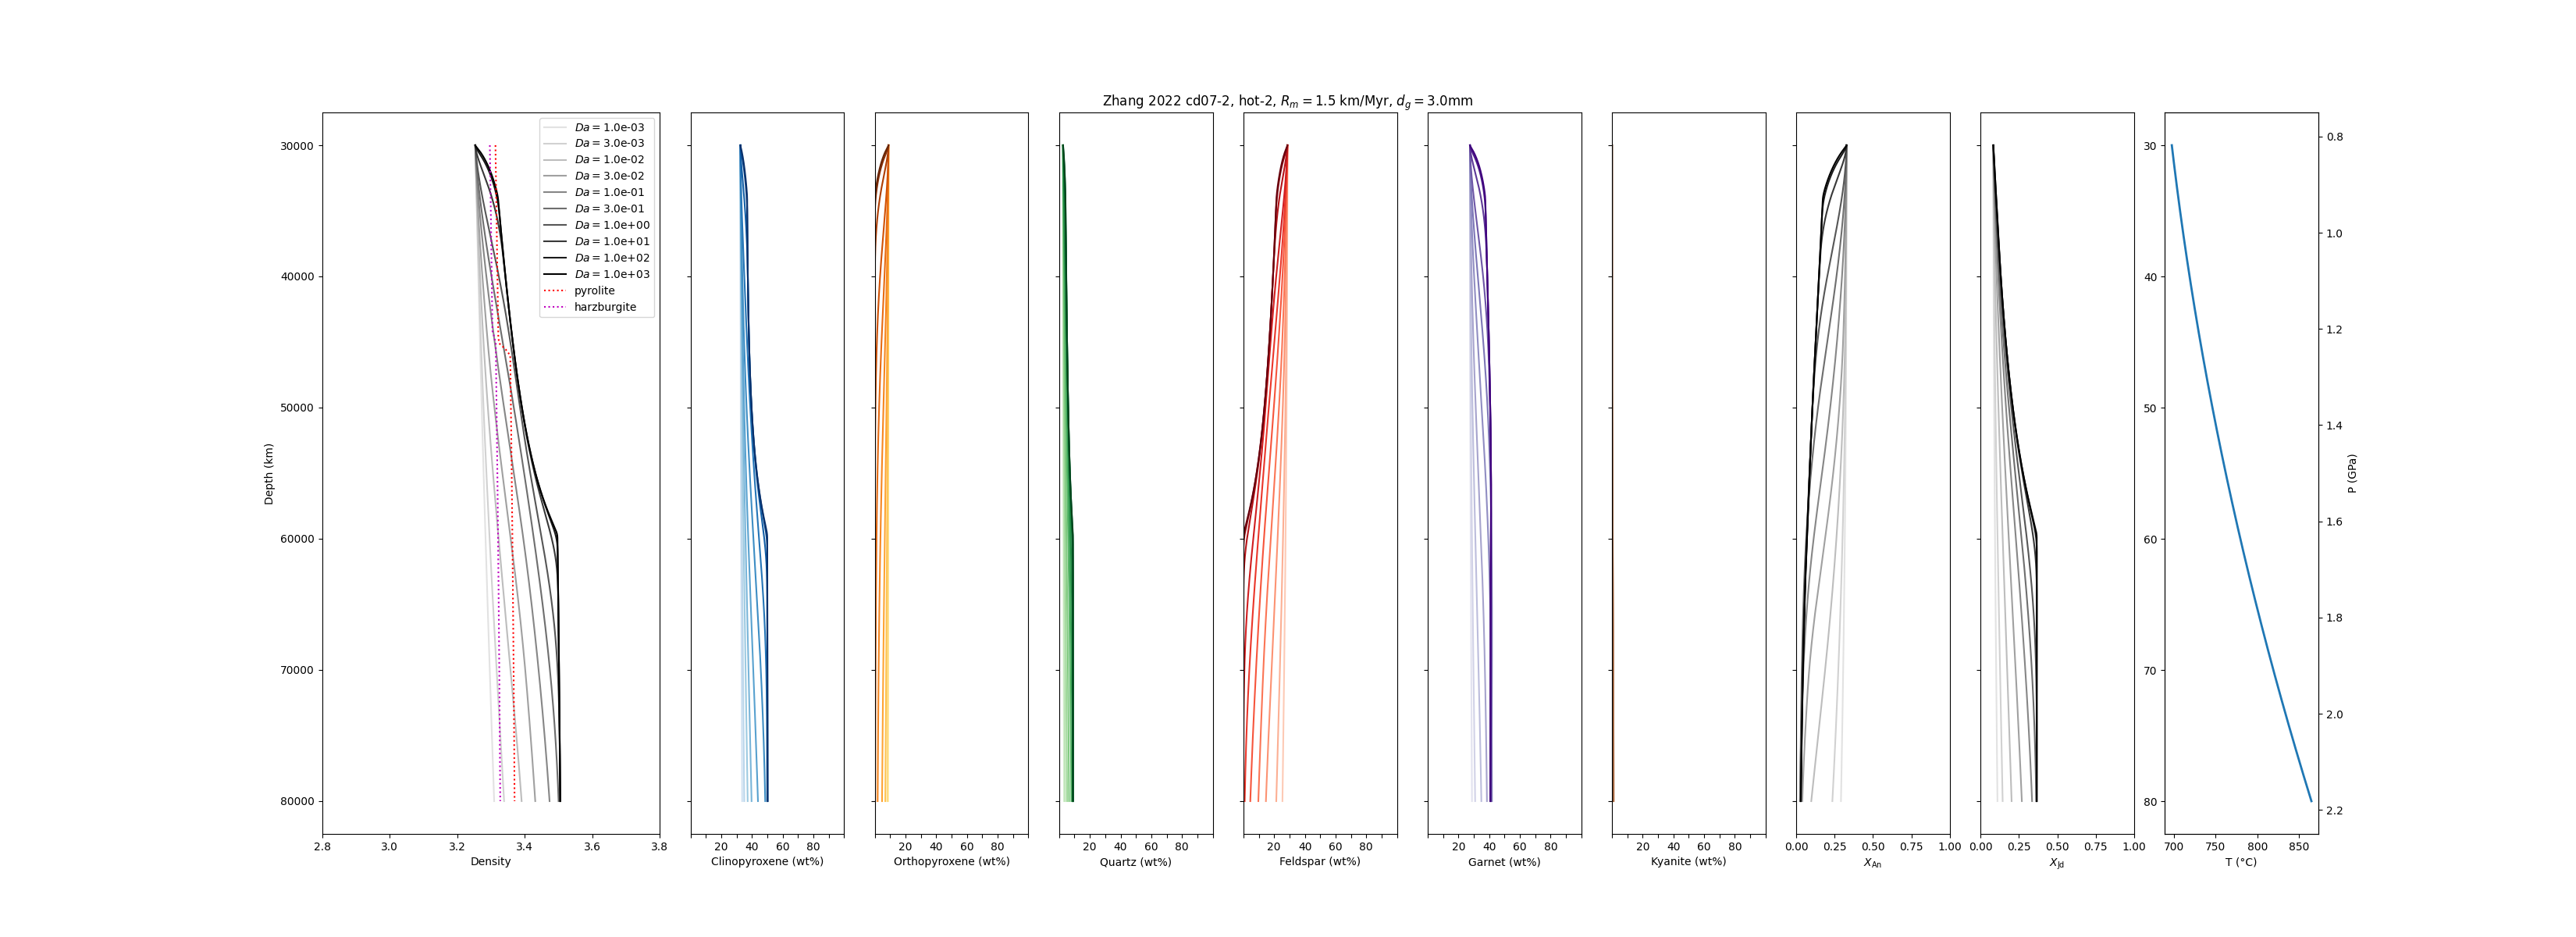 Zhang 2022 cd07-2, hot-2, R_m = 1.5 km/Myr, d_g = 3.0mm
Da = 1.0e-03
Da = 3.0e-03
Da = 1.0e-02
Da = 3.0e-02
Da = 1.0e-01
Da = 3.0e-01
Da = 1.0e+00
Da = 1.0e+01
Da = 1.0e+02
Da = 1.0e+03
pyrolite
harzburgite
Depth (km)
30000
40000
50000
60000
70000
80000
2.8 3.0 3.2 3.4 3.6 3.8
Density
20 40 60 80
Clinopyroxene (wt%)
20 40 60 80
Orthopyroxene (wt%)
20 40 60 80
Quartz (wt%)
20 40 60 80
Feldspar (wt%)
20 40 60 80
Garnet (wt%)
20 40 60 80
Kyanite (wt%)
0.00 0.25 0.50 0.75 1.00
X_An
0.00 0.25 0.50 0.75 1.00
X_Jd
30
40
50
60
70
80
700 750 800 850
T (°C)
0.8
1.0
1.2
1.4
1.6
1.8
2.0
2.2
P (GPa)